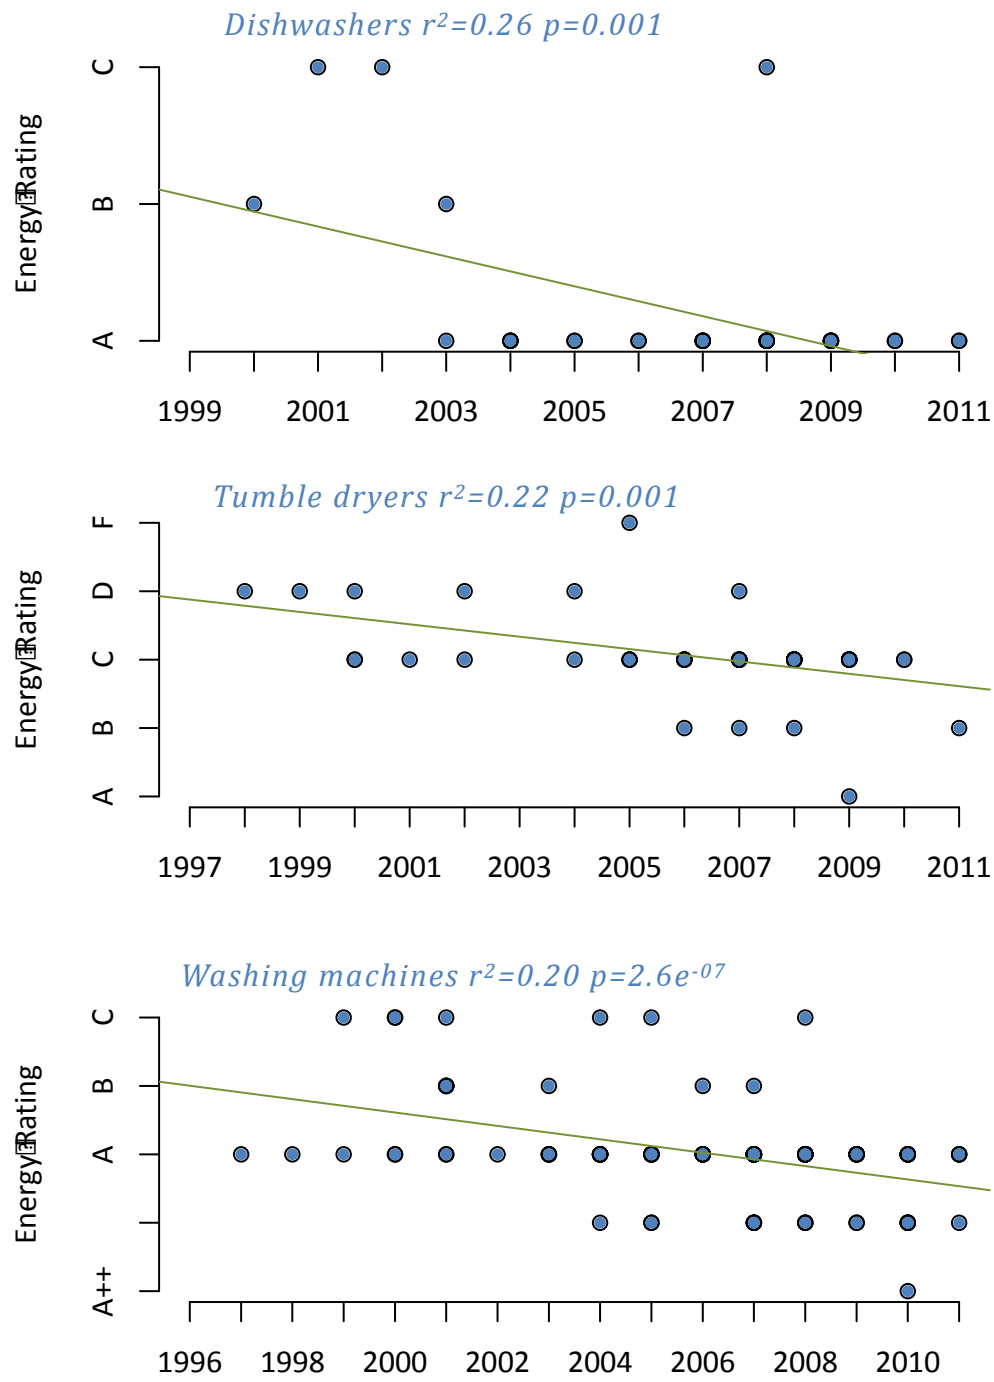 Dishwashers r²=0.26 p=0.001
Energy Rating
C
B
A
1999 2001 2003 2005 2007 2009 2011
Tumble dryers r²=0.22 p=0.001
Energy Rating
F
D
C
B
A
1997 1999 2001 2003 2005 2007 2009 2011
Washing machines r²=0.20 p=2.6e⁻⁰⁷
Energy Rating
C
B
A
A++
1996 1998 2000 2002 2004 2006 2008 2010